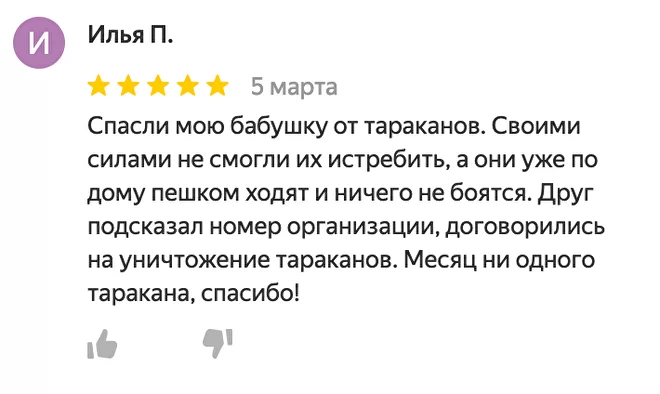 И
Илья П.
5 марта
Спасли мою бабушку от тараканов. Своими
силами не смогли их истребить, а они уже по
дому пешком ходят и ничего не боятся. Друг
подсказал номер организации, договорились
на уничтожение тараканов. Месяц ни одного
таракана, спасибо!